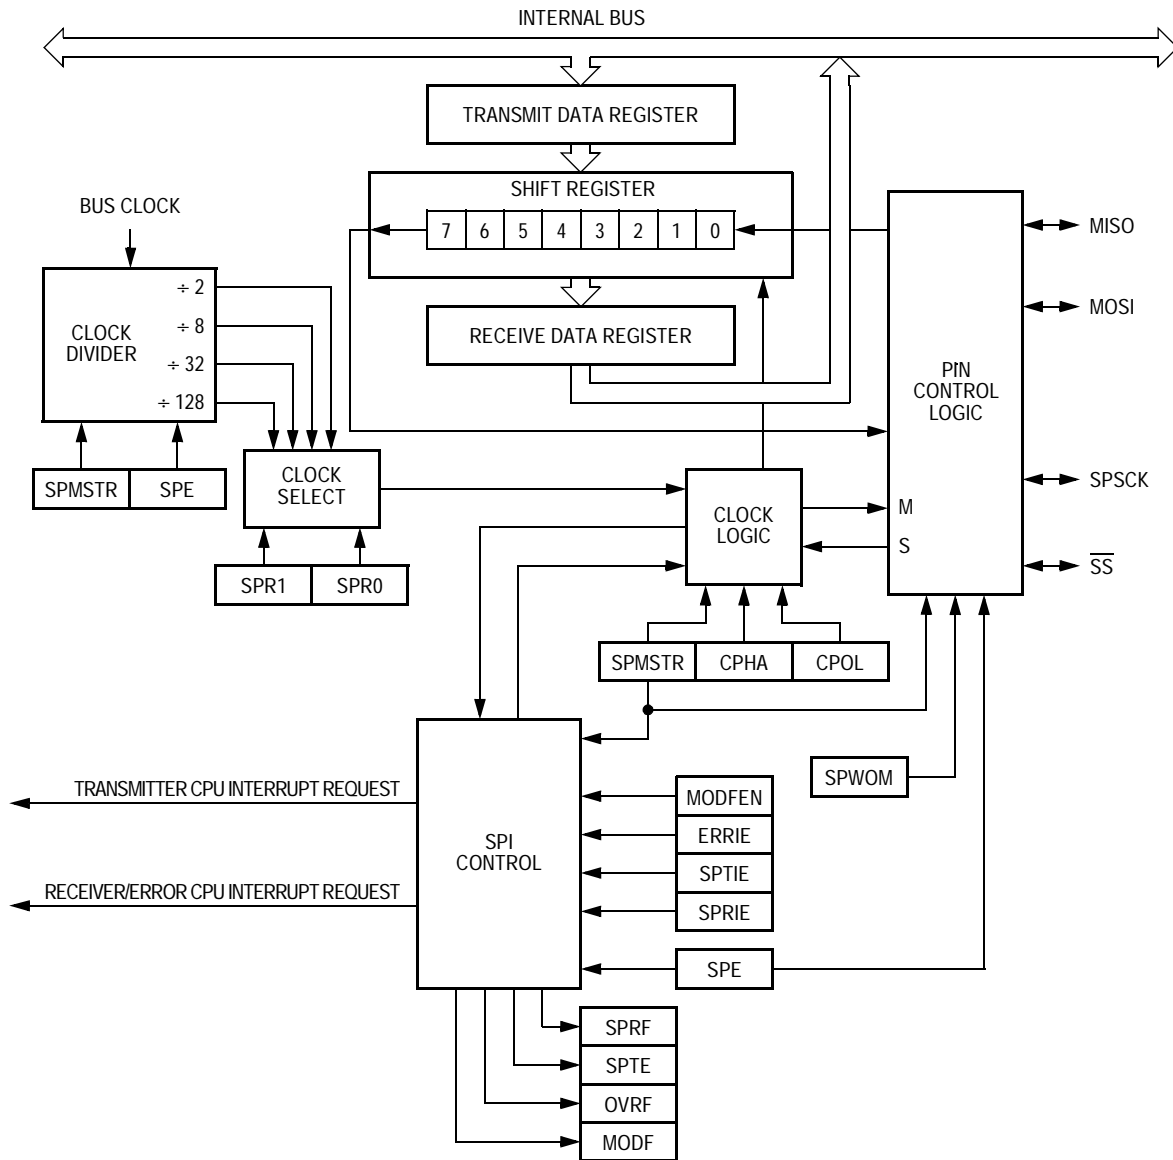 INTERNAL BUS
TRANSMIT DATA REGISTER
SHIFT REGISTER
7 6 5 4 3 2 1 0
RECEIVE DATA REGISTER
BUS CLOCK
CLOCK
DIVIDER
÷ 2
÷ 8
÷ 32
÷ 128
SPMSTR SPE
CLOCK
SELECT
SPR1 SPR0
CLOCK
LOGIC
SPMSTR CPHA CPOL
PIN
CONTROL
LOGIC
M
S
MISO
MOSI
SPSCK
S̅S̅
SPWOM
TRANSMITTER CPU INTERRUPT REQUEST
RECEIVER/ERROR CPU INTERRUPT REQUEST
SPI
CONTROL
MODFEN
ERRIE
SPTIE
SPRIE
SPE
SPRF
SPTE
OVRF
MODF